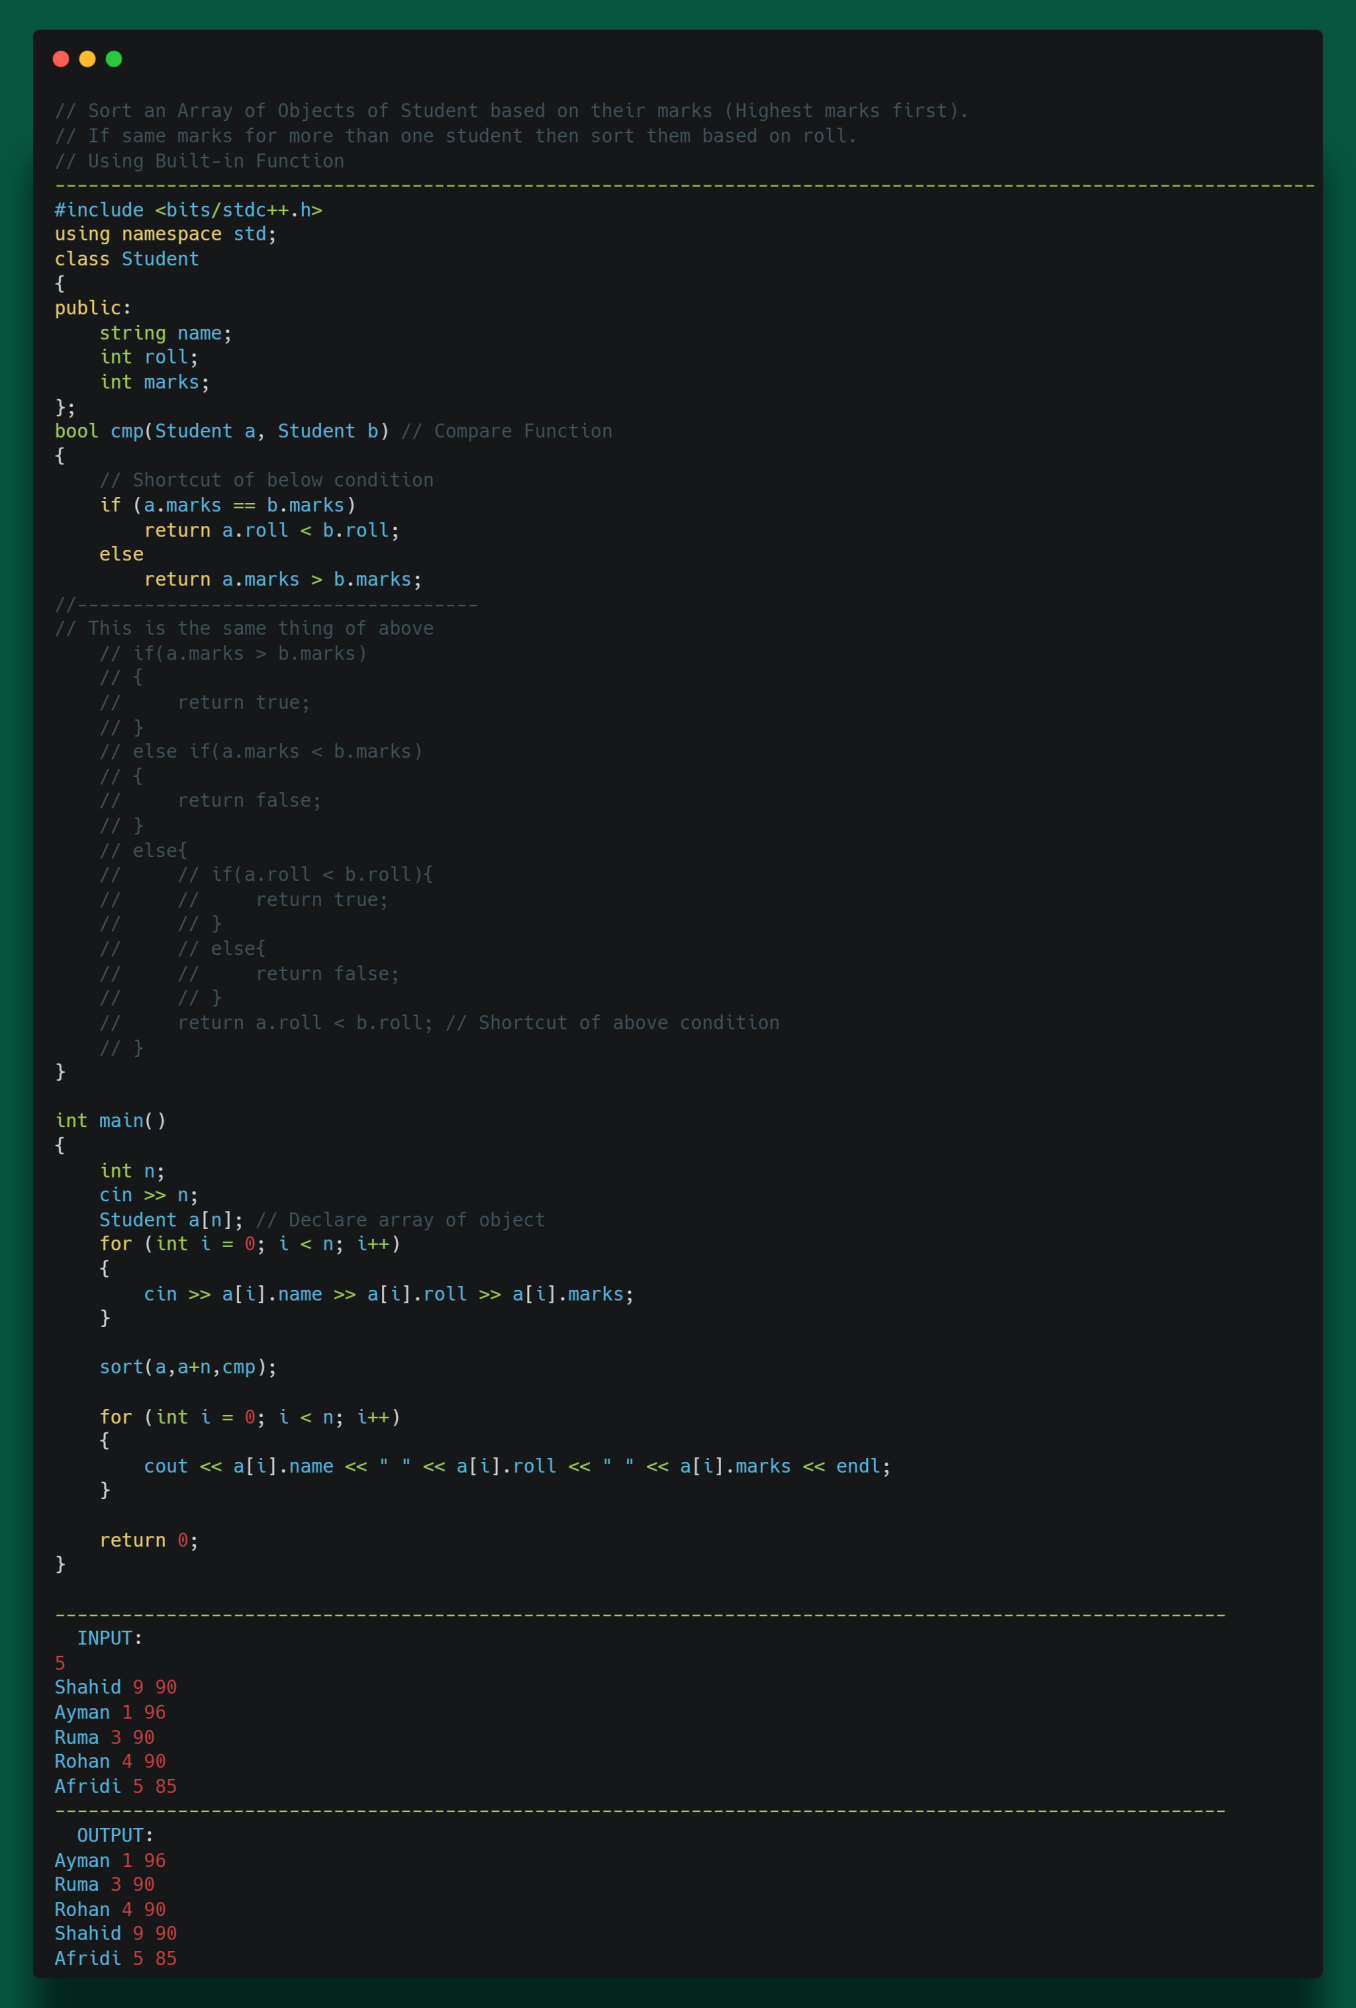 // Sort an Array of Objects of Student based on their marks (Highest marks first).
// If same marks for more than one student then sort them based on roll.
// Using Built-in Function
-----------------------------------------------------------------------------------------------------------------
#include <bits/stdc++.h>
using namespace std;
class Student
{
public:
    string name;
    int roll;
    int marks;
};
bool cmp(Student a, Student b) // Compare Function
{
    // Shortcut of below condition
    if (a.marks == b.marks)
        return a.roll < b.roll;
    else
        return a.marks > b.marks;
//------------------------------------
// This is the same thing of above
    // if(a.marks > b.marks)
    // {
    //     return true;
    // }
    // else if(a.marks < b.marks)
    // {
    //     return false;
    // }
    // else{
    //     // if(a.roll < b.roll){
    //     //     return true;
    //     // }
    //     // else{
    //     //     return false;
    //     // }
    //     return a.roll < b.roll; // Shortcut of above condition
    // }
}

int main()
{
    int n;
    cin >> n;
    Student a[n]; // Declare array of object
    for (int i = 0; i < n; i++)
    {
        cin >> a[i].name >> a[i].roll >> a[i].marks;
    }

    sort(a,a+n,cmp);

    for (int i = 0; i < n; i++)
    {
        cout << a[i].name << " " << a[i].roll << " " << a[i].marks << endl;
    }

    return 0;
}

---------------------------------------------------------------------------------------------------------
  INPUT:
5
Shahid 9 90
Ayman 1 96
Ruma 3 90
Rohan 4 90
Afridi 5 85
---------------------------------------------------------------------------------------------------------
  OUTPUT:
Ayman 1 96
Ruma 3 90
Rohan 4 90
Shahid 9 90
Afridi 5 85